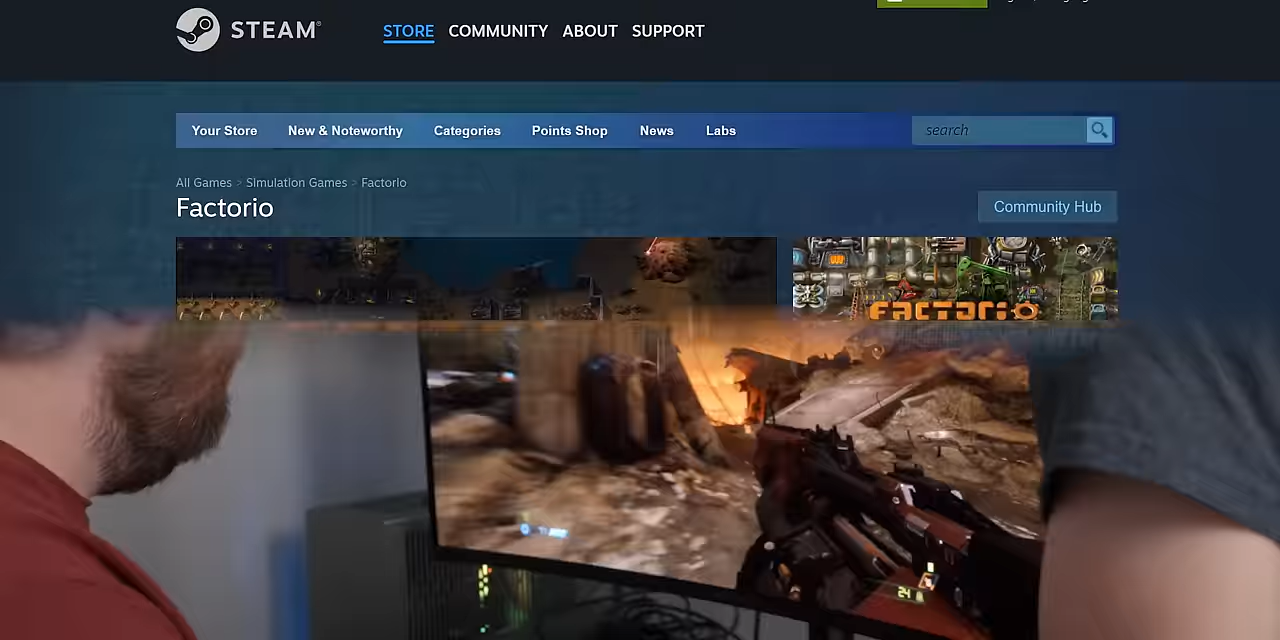 STEAM®
STORE COMMUNITY ABOUT SUPPORT
Your Store New & Noteworthy Categories Points Shop News Labs search
All Games > Simulation Games > Factorio
Factorio
Community Hub
FACTORIO
24